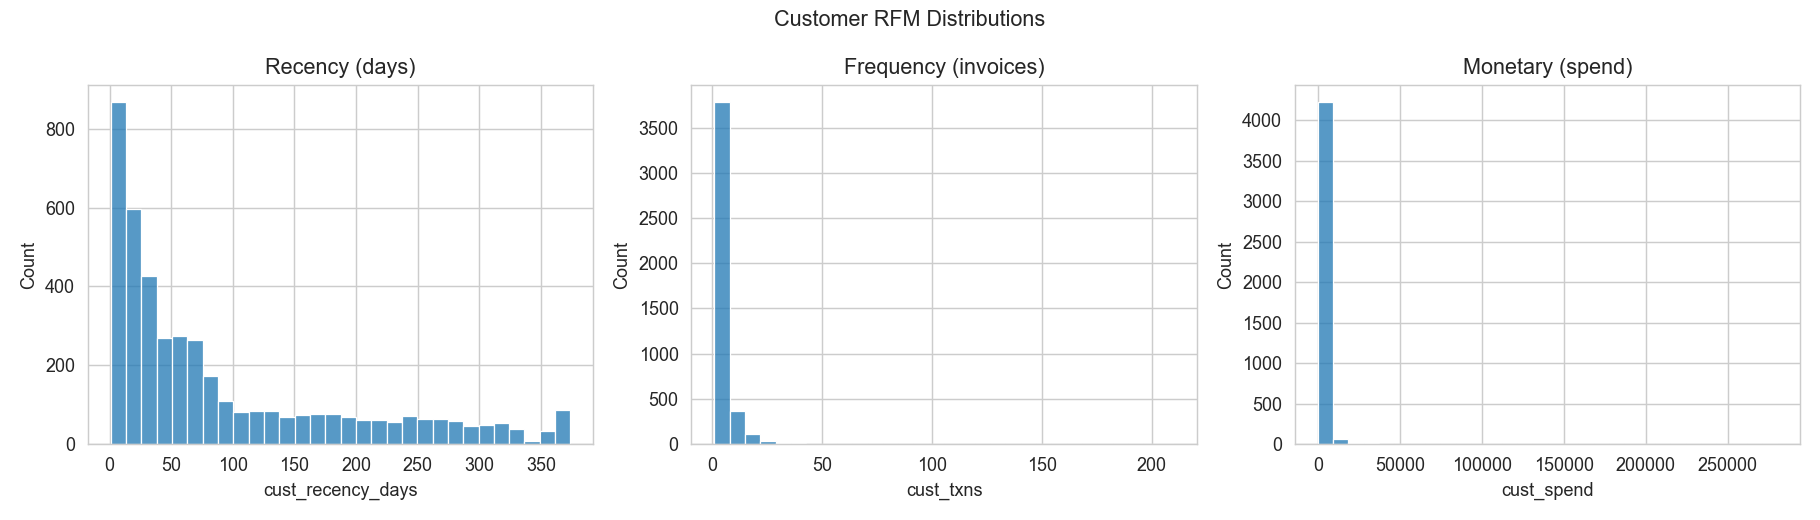 Customer RFM Distributions
Recency (days)
Count
800
600
400
200
0
0 50 100 150 200 250 300 350
cust_recency_days
Frequency (invoices)
Count
3500
3000
2500
2000
1500
1000
500
0
0 50 100 150 200
cust_txns
Monetary (spend)
Count
4000
3500
3000
2500
2000
1500
1000
500
0
0 50000 100000 150000 200000 250000
cust_spend